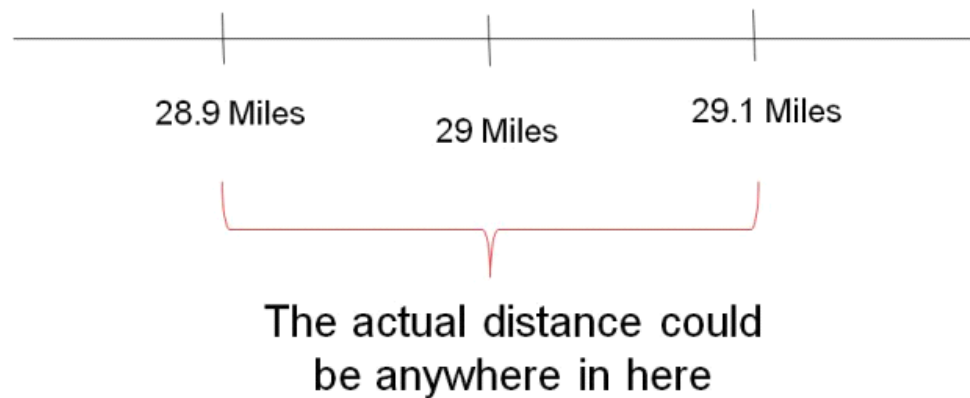 28.9 Miles
29 Miles
29.1 Miles
The actual distance could
be anywhere in here